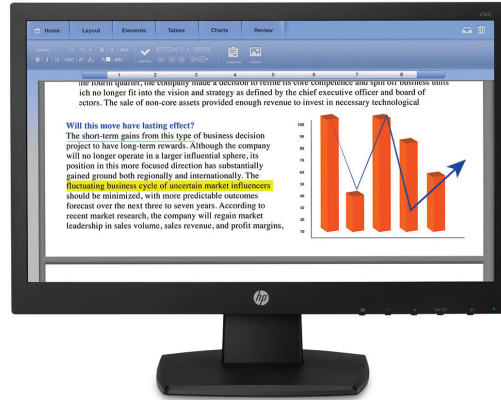 V194
Home Layout Elements Tables Charts Review
B I U ABC A² A₂ A abc
1 2 3 4 5 6 7 8
the fourth quarter, the company made a decision to refine its core competence and spin off business units
ich no longer fit into the vision and strategy as defined by the chief executive officer and board of
ectors. The sale of non-core assets provided enough revenue to invest in necessary technological
Will this move have lasting effect?
The short-term gains from this type of business decision
project to have long-term rewards. Although the company
will no longer operate in a larger influential sphere, its
position in this more focused direction has substantially
gained ground both regionally and internationally. The
fluctuating business cycle of uncertain market influencers
should be minimized, with more predictable outcomes
forecast over the next three to seven years. According to
recent market research, the company will regain market
leadership in sales volume, sales revenue, and profit margins,
100
90
80
70
60
50
40
30
20
10
hp